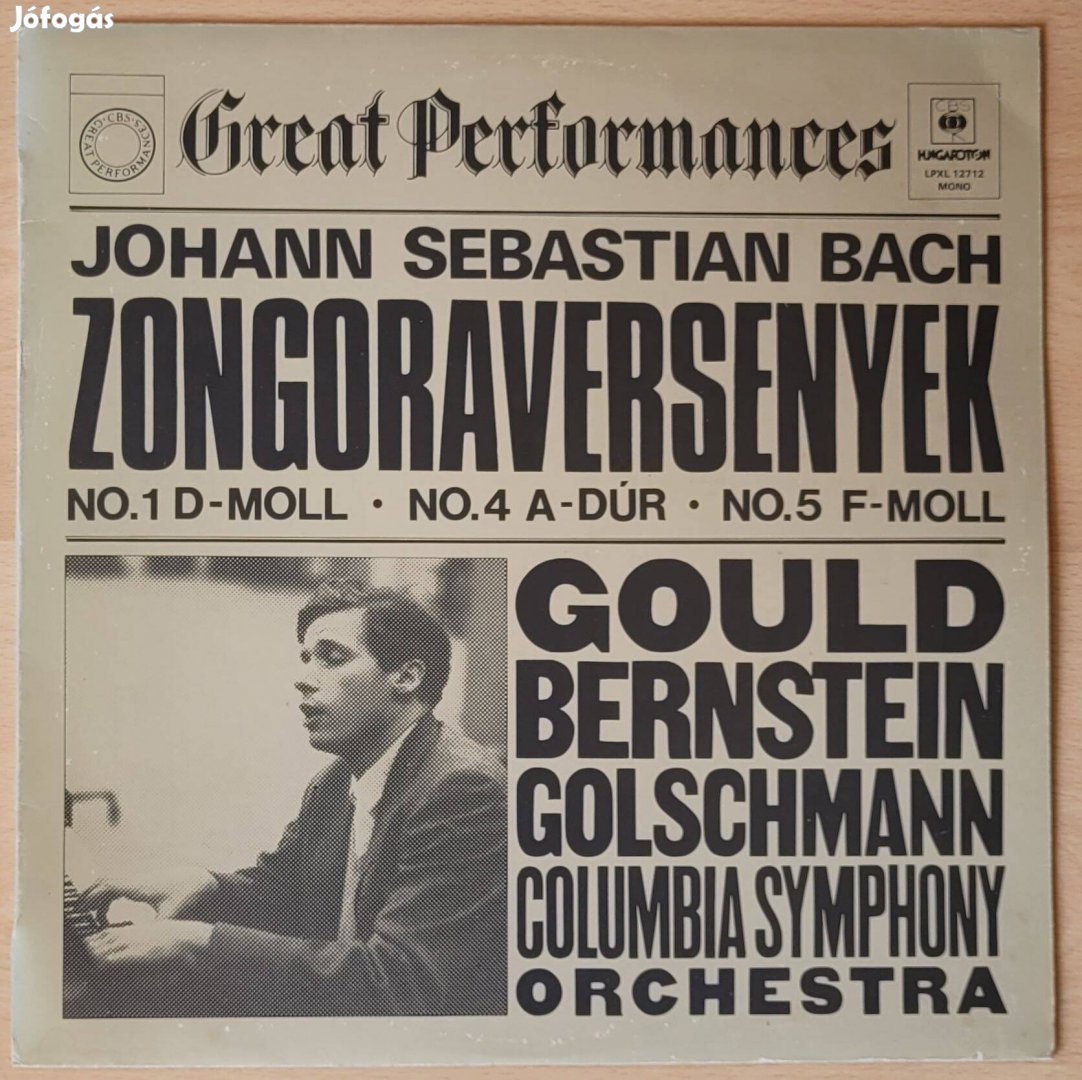 Jófogás
CBS • GREAT PERFORMANCES •
Great Performances
CBS
HUNGAROTON
LPXL 12712
MONO
JOHANN SEBASTIAN BACH
ZONGORAVERSENYEK
NO.1 D-MOLL • NO.4 A-DÚR • NO.5 F-MOLL
GOULD
BERNSTEIN
GOLSCHMANN
COLUMBIA SYMPHONY
ORCHESTRA